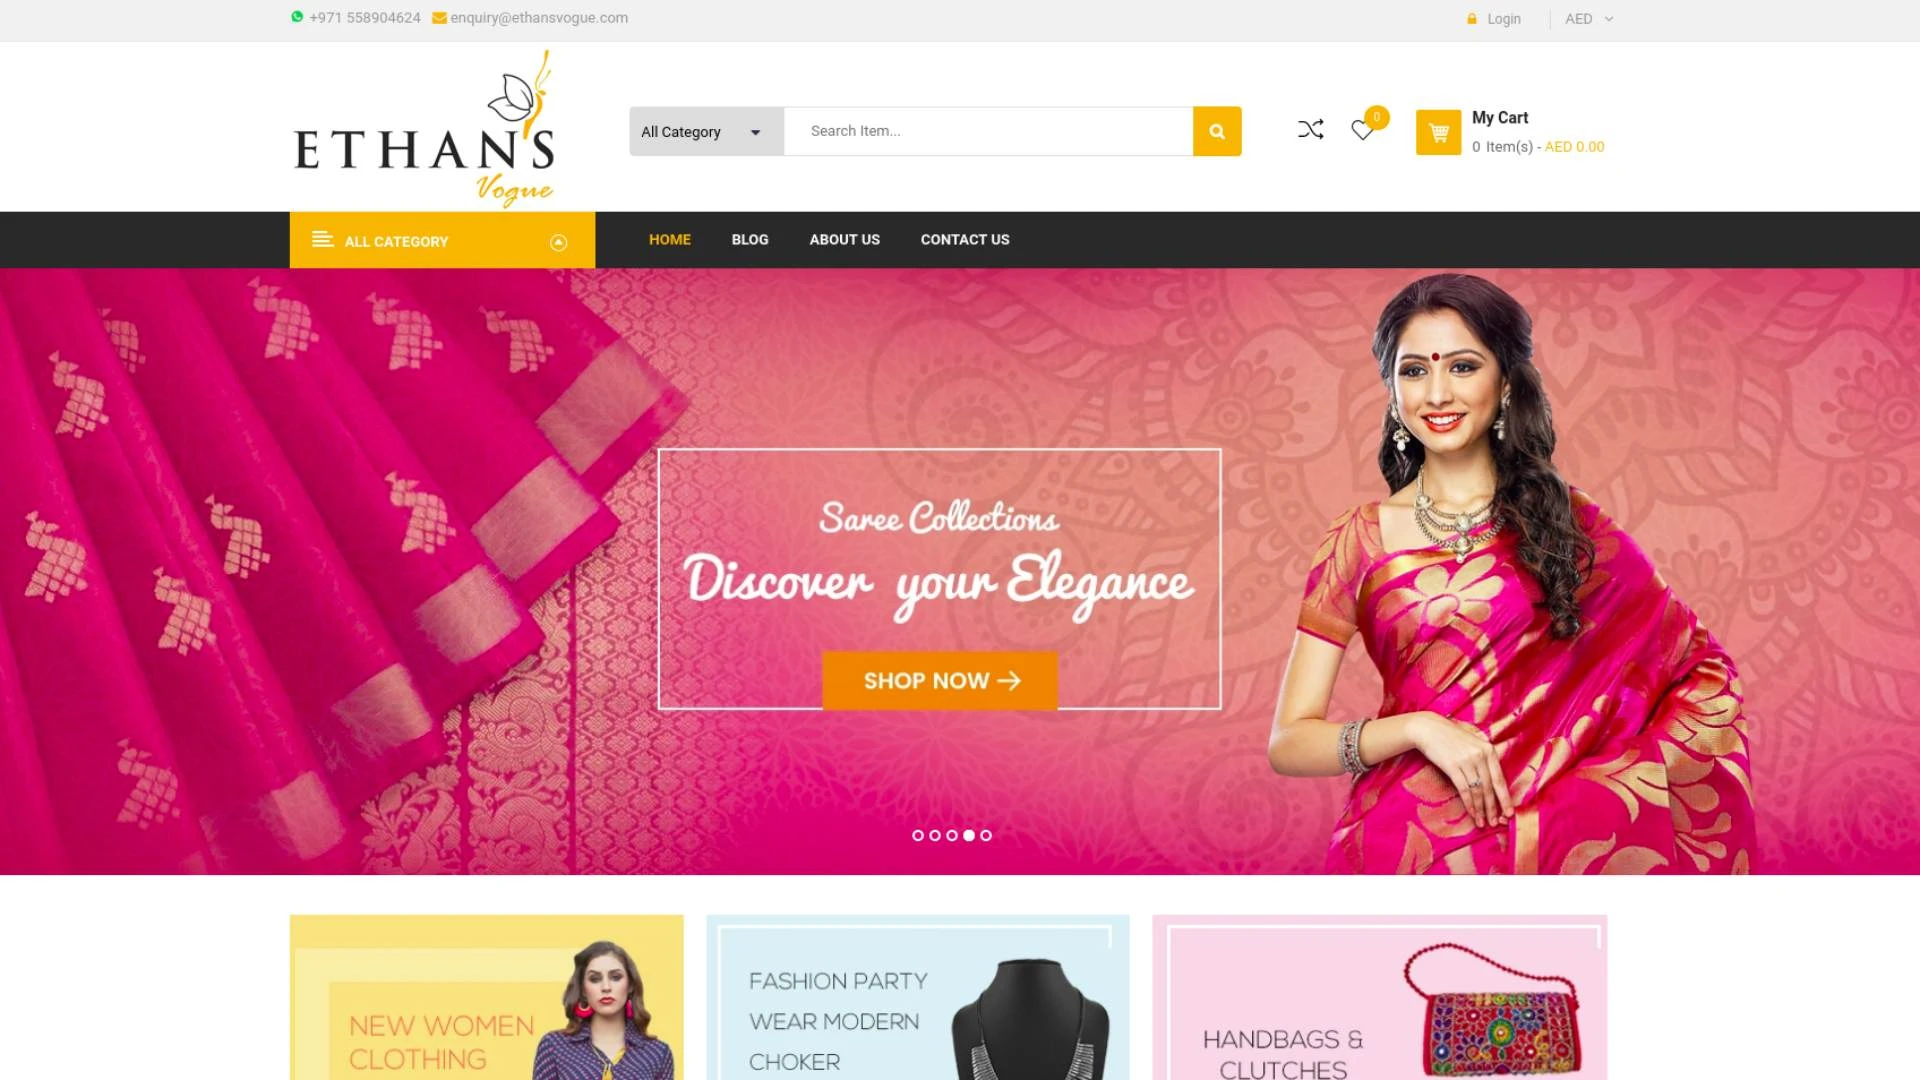 +971 558904624 enquiry@ethansvogue.com
Login AED
ETHANS
Vogue
All Category Search Item...
0
My Cart
0 Item(s) - AED 0.00
ALL CATEGORY HOME BLOG ABOUT US CONTACT US
Saree Collections
Discover your Elegance
SHOP NOW
NEW WOMEN
CLOTHING
FASHION PARTY
WEAR MODERN
CHOKER
HANDBAGS &
CLUTCHES